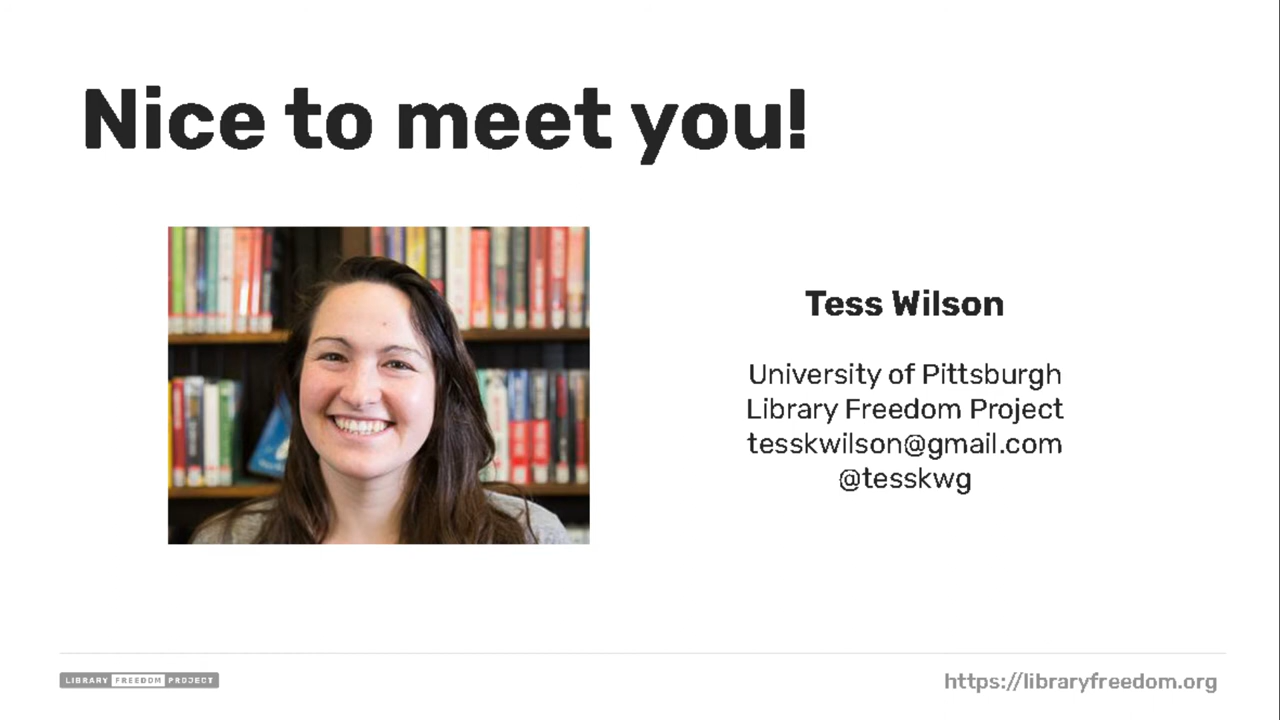 Nice to meet you!
Tess Wilson
University of Pittsburgh
Library Freedom Project
tesskwilson@gmail.com
@tesskwg
LIBRARY FREEDOM PROJECT
https://libraryfreedom.org